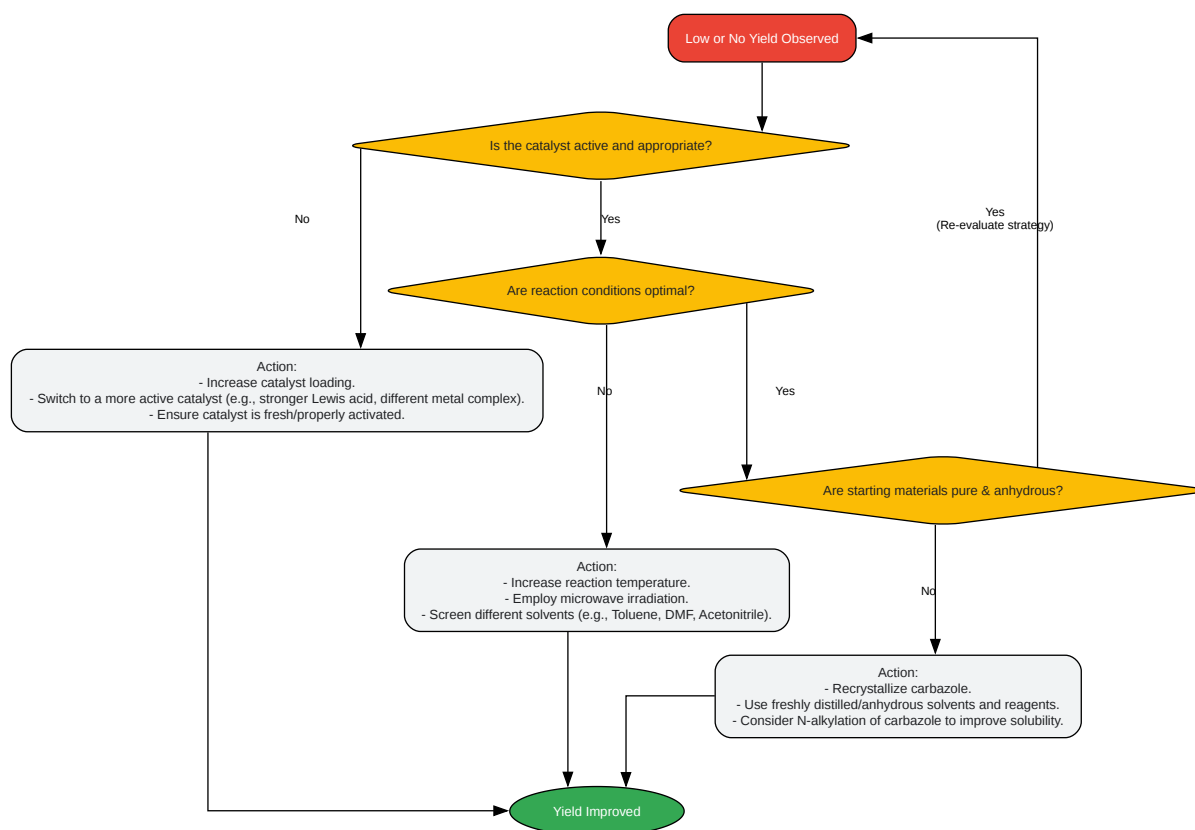 Low or No Yield Observed
Is the catalyst active and appropriate?
No
Yes
Yes
(Re-evaluate strategy)
Are reaction conditions optimal?
Action:
- Increase catalyst loading.
- Switch to a more active catalyst (e.g., stronger Lewis acid, different metal complex).
- Ensure catalyst is fresh/properly activated.
No
Yes
Are starting materials pure & anhydrous?
Action:
- Increase reaction temperature.
- Employ microwave irradiation.
- Screen different solvents (e.g., Toluene, DMF, Acetonitrile).
No
Action:
- Recrystallize carbazole.
- Use freshly distilled/anhydrous solvents and reagents.
- Consider N-alkylation of carbazole to improve solubility.
Yield Improved